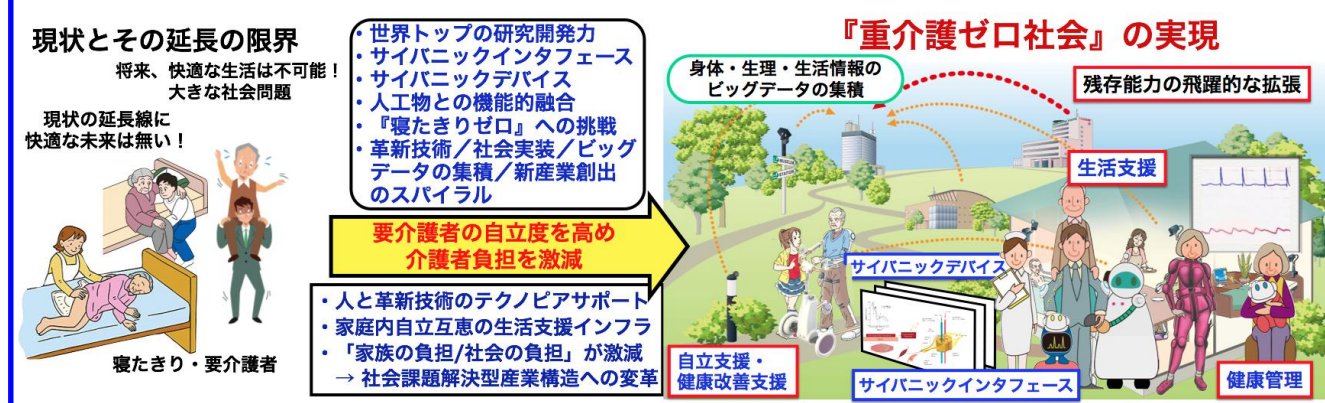 現状とその延長の限界
将来、快適な生活は不可能！
大きな社会問題
現状の延長線に
快適な未来は無い！
寝たきり・要介護者
・世界トップの研究開発力
・サイバニックインタフェース
・サイバニックデバイス
・人工物との機能的融合
・『寝たきりゼロ』への挑戦
・革新技術／社会実装／ビッグ
データの集積／新産業創出
のスパイラル
要介護者の自立度を高め
介護者負担を激減
・人と革新技術のテクノピアサポート
・家庭内自立互恵の生活支援インフラ
・「家族の負担/社会の負担」が激減
→ 社会課題解決型産業構造への変革
『重介護ゼロ社会』の実現
身体・生理・生活情報の
ビッグデータの集積
残存能力の飛躍的な拡張
生活支援
サイバニックデバイス
自立支援・
健康改善支援
サイバニックインタフェース
健康管理